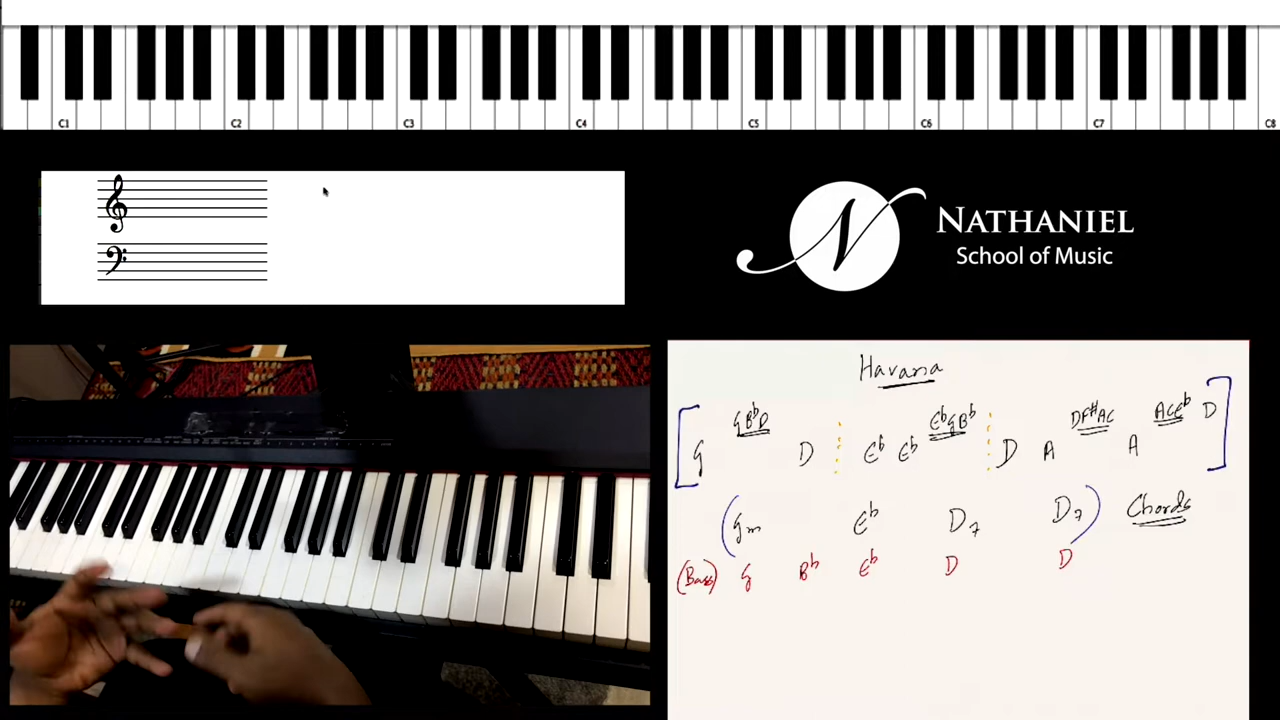 C1 C2 C3 C4 C5 C6 C7 C8
N
NATHANIEL
School of Music
Havana
GB♭D E♭GB♭ DF#AC ACE♭ D
G D E♭ E♭ D A A
Gm E♭ D7 D7 Chords
(Bass) G B♭ E♭ D D